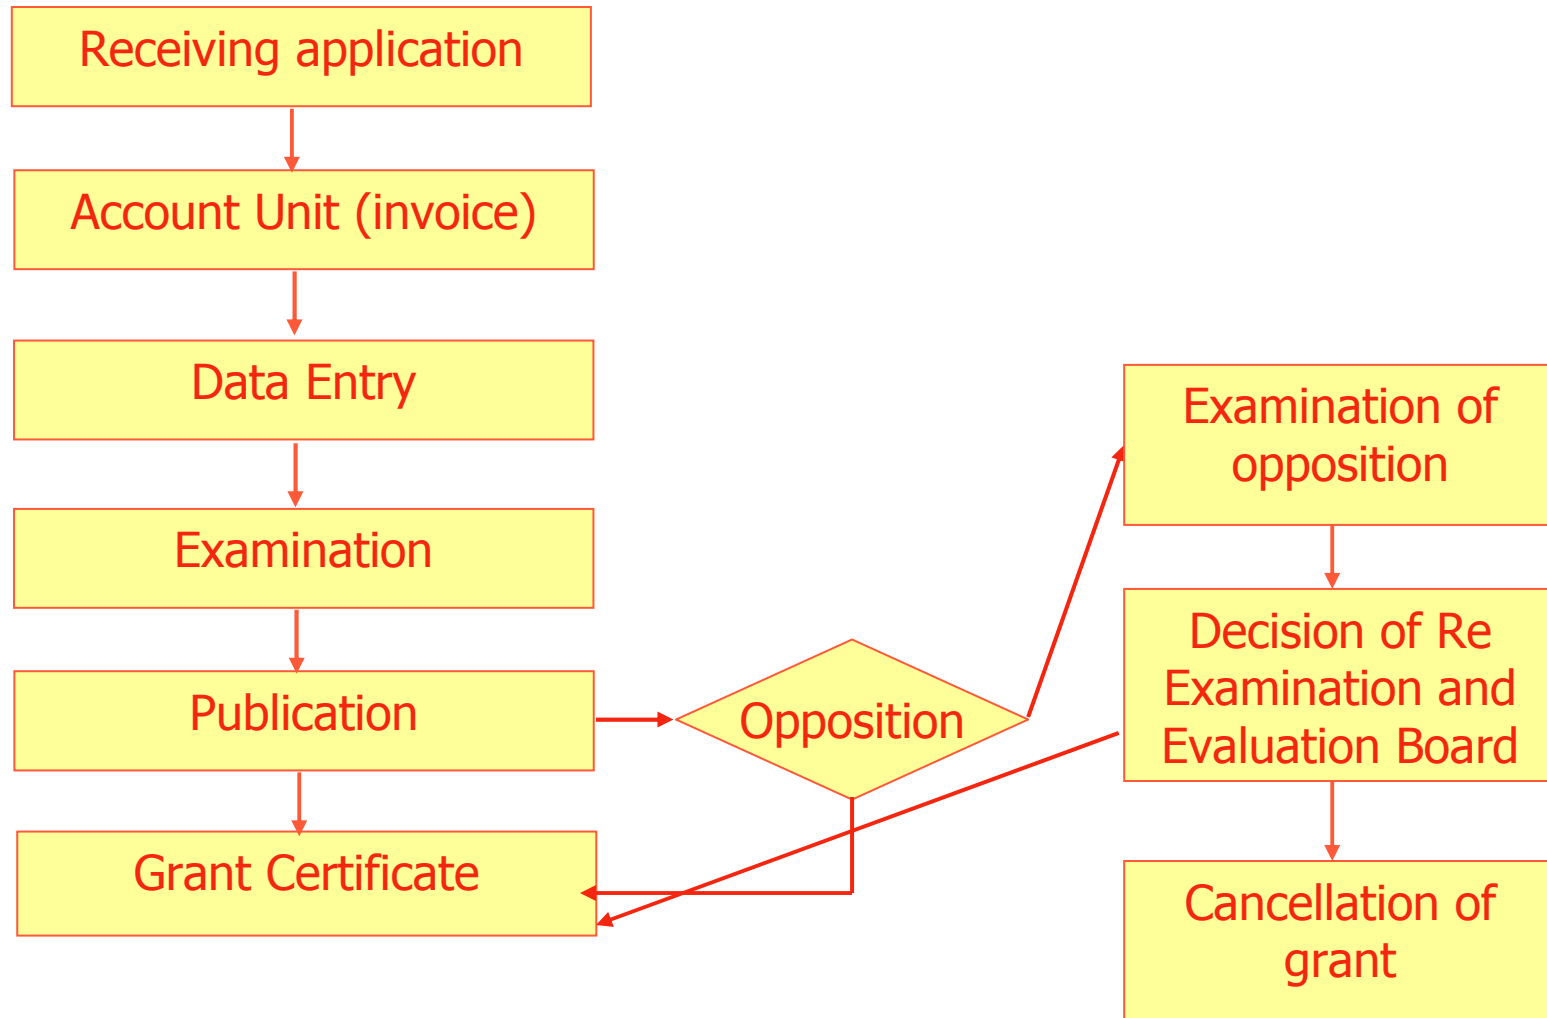 Receiving application
Account Unit (invoice)
Data Entry
Examination
Publication
Grant Certificate
Opposition
Examination of
opposition
Decision of Re
Examination and
Evaluation Board
Cancellation of
grant